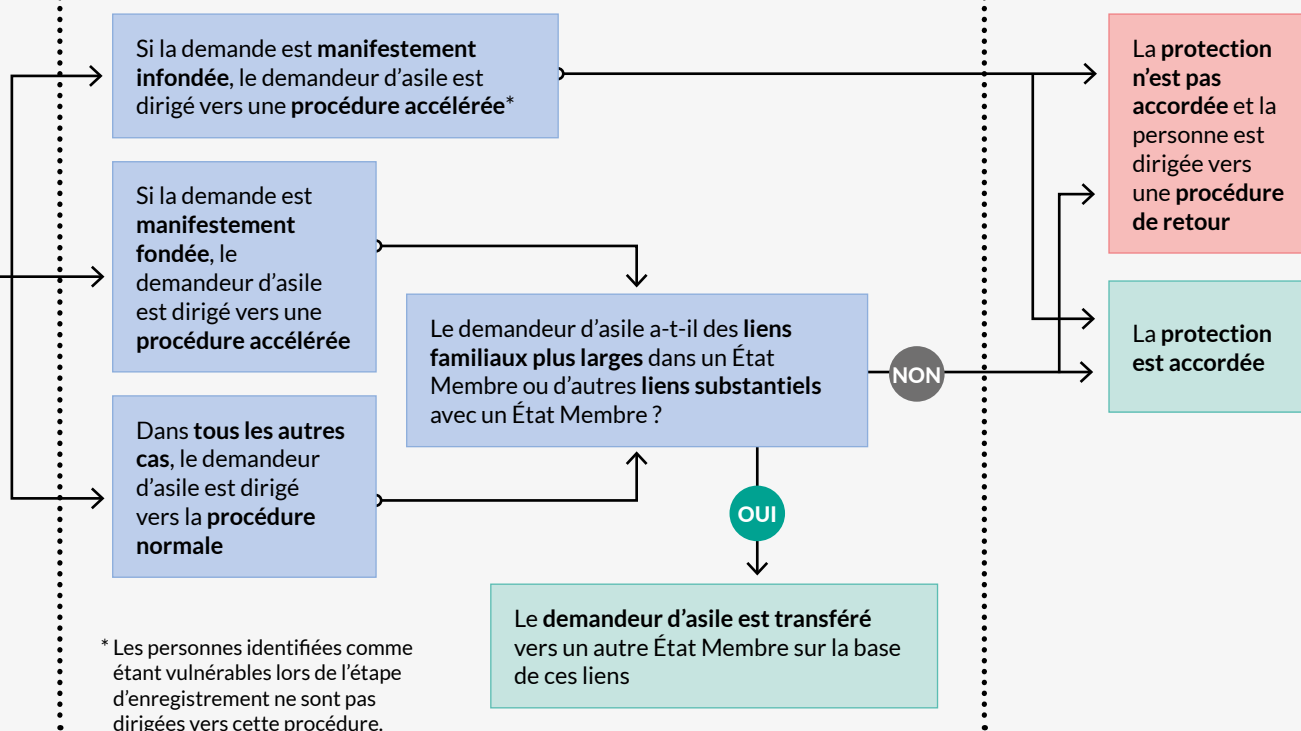 Si la demande est manifestement
infondée, le demandeur d'asile est
dirigé vers une procédure accélérée*
Si la demande est
manifestement
fondée, le
demandeur d'asile
est dirigé vers une
procédure accélérée
Dans tous les autres
cas, le demandeur
d'asile est dirigé
vers la procédure
normale
* Les personnes identifiées comme
étant vulnérables lors de l'étape
d'enregistrement ne sont pas
dirigées vers cette procédure.
Le demandeur d'asile a-t-il des liens
familiaux plus larges dans un État
Membre ou d'autres liens substantiels
avec un État Membre ?
NON
OUI
Le demandeur d'asile est transféré
vers un autre État Membre sur la base
de ces liens
La protection
n'est pas
accordée et la
personne est
dirigée vers
une procédure
de retour
La protection
est accordée